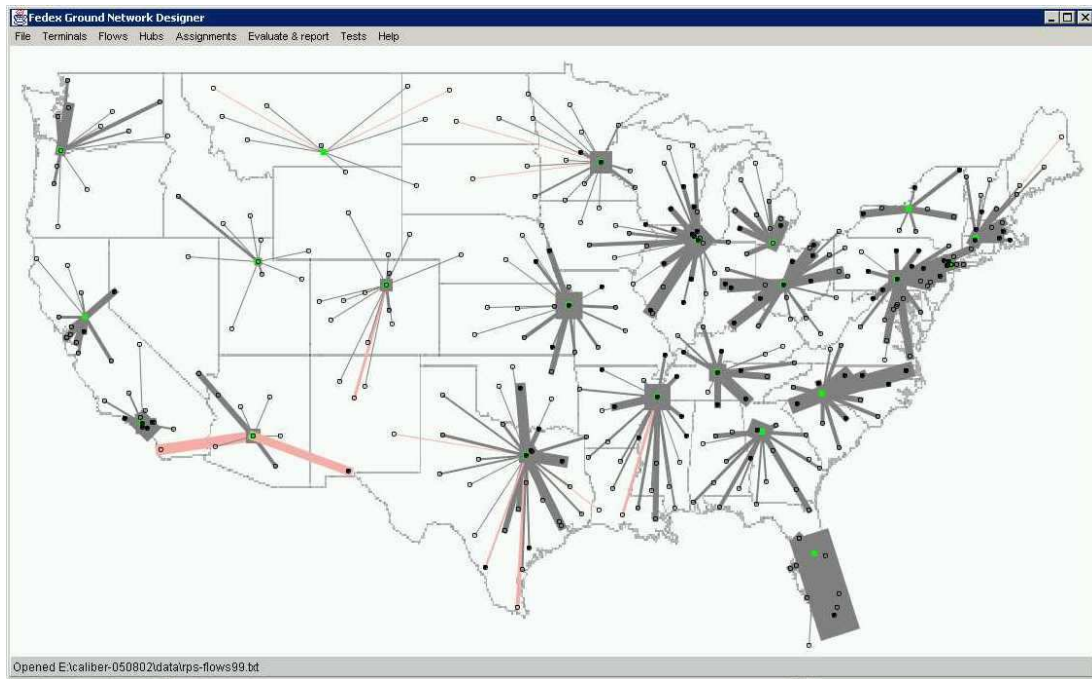 Fedex Ground Network Designer
File Terminals Flows Hubs Assignments Evaluate & report Tests Help
Opened E:\caliber-050802\data\rps-flows99.txt